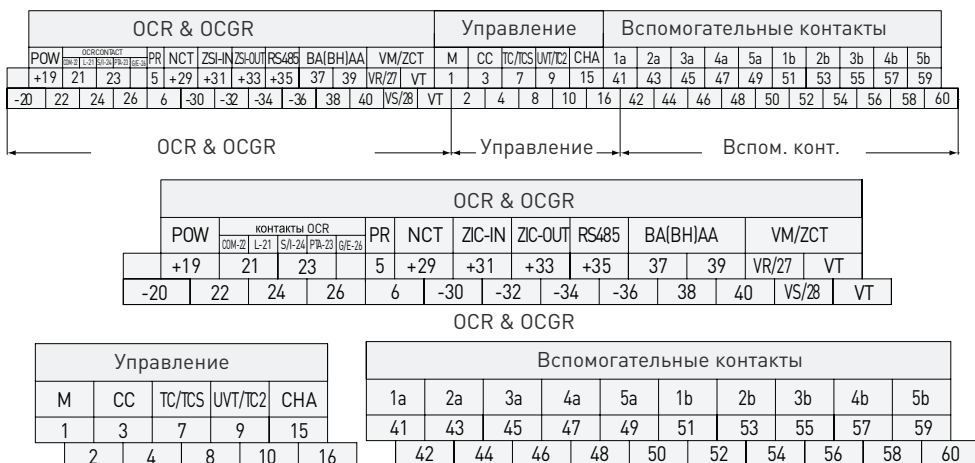 OCR & OCGR Управление Вспомогательные контакты
POW OCR CONTACT PR NCT ZSI-IN ZSI-OUT RS485 BA(BH)AA VM/ZCT M CC TC/TCS UVT/TC2 CHA 1a 2a 3a 4a 5a 1b 2b 3b 4b 5b
COM-22 L-21 S/I-24 PTA-23 G/E-26
+19 21 23 5 +29 +31 +33 +35 37 39 VR/27 VT 1 3 7 9 15 41 43 45 47 49 51 53 55 57 59
-20 22 24 26 6 -30 -32 -34 -36 38 40 VS/28 VT 2 4 8 10 16 42 44 46 48 50 52 54 56 58 60
OCR & OCGR Управление Вспом. конт.
OCR & OCGR
POW контакты OCR PR NCT ZIC-IN ZIC-OUT RS485 BA(BH)AA VM/ZCT
COM-22 L-21 S/I-24 PTA-23 G/E-26
+19 21 23 5 +29 +31 +33 +35 37 39 VR/27 VT
-20 22 24 26 6 -30 -32 -34 -36 38 40 VS/28 VT
OCR & OCGR
Управление
M CC TC/TCS UVT/TC2 CHA
1 3 7 9 15
2 4 8 10 16
Вспомогательные контакты
1a 2a 3a 4a 5a 1b 2b 3b 4b 5b
41 43 45 47 49 51 53 55 57 59
42 44 46 48 50 52 54 56 58 60